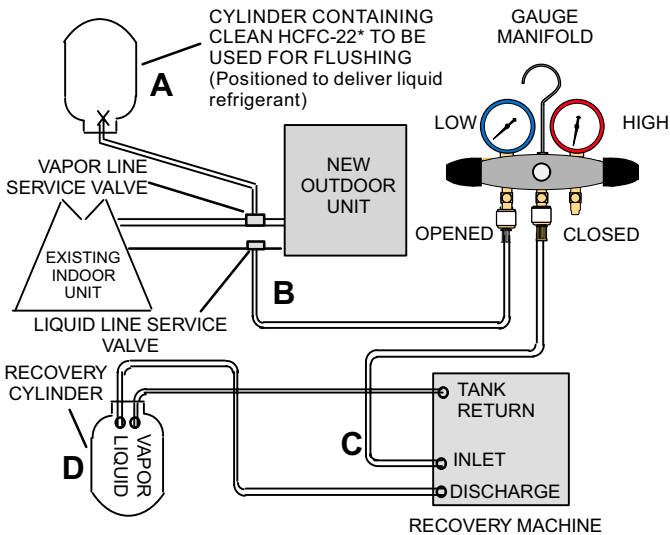 CYLINDER CONTAINING
CLEAN HCFC-22* TO BE
USED FOR FLUSHING
(Positioned to deliver liquid
refrigerant)
A
GAUGE
MANIFOLD
LOW
HIGH
VAPOR LINE
SERVICE VALVE
NEW
OUTDOOR
UNIT
OPENED
CLOSED
EXISTING
INDOOR
UNIT
B
LIQUID LINE SERVICE
VALVE
RECOVERY
CYLINDER
TANK
RETURN
C
D
LIQUID
VAPOR
INLET
DISCHARGE
RECOVERY MACHINE